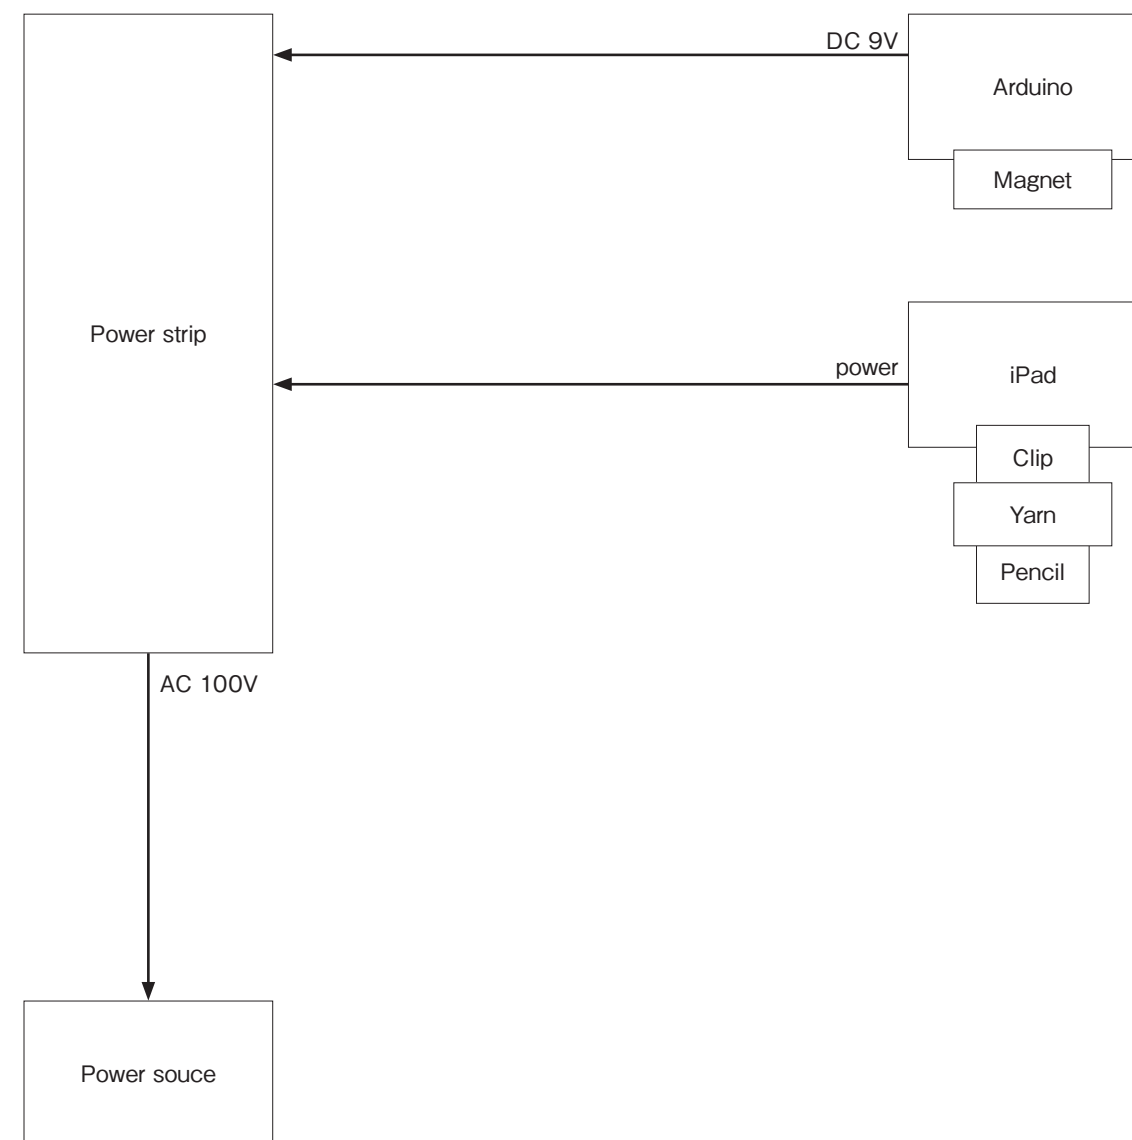 DC 9V
Arduino
Magnet
Power strip
power
iPad
Clip
Yarn
Pencil
AC 100V
Power souce